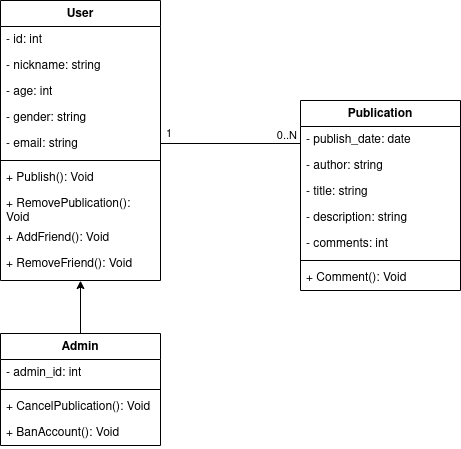 User
- id: int
- nickname: string
- age: int
- gender: string
- email: string
+ Publish(): Void
+ RemovePublication():
Void
+ AddFriend(): Void
+ RemoveFriend(): Void
1
0..N
Publication
- publish_date: date
- author: string
- title: string
- description: string
- comments: int
+ Comment(): Void
Admin
- admin_id: int
+ CancelPublication(): Void
+ BanAccount(): Void